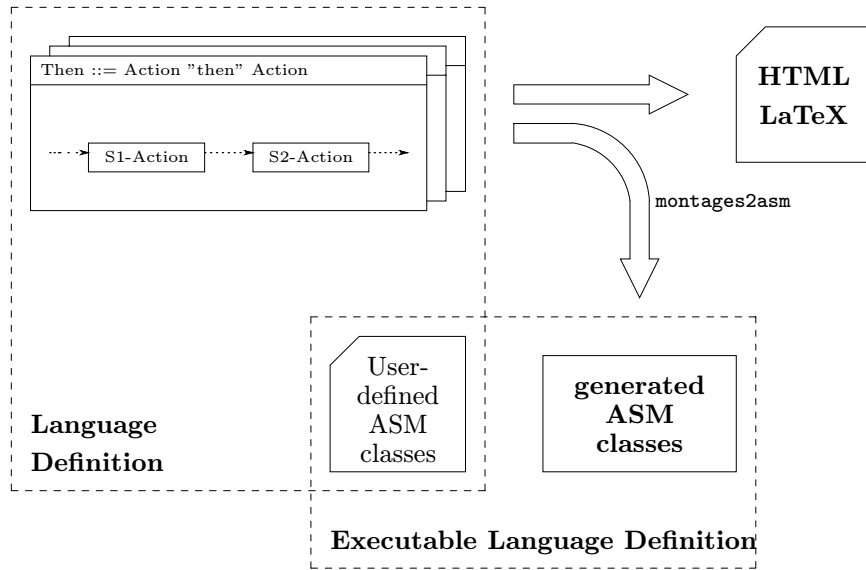 Then ::= Action "then" Action
S1-Action
S2-Action
HTML
LaTeX
montages2asm
User-
defined
ASM
classes
generated
ASM
classes
Language
Definition
Executable Language Definition